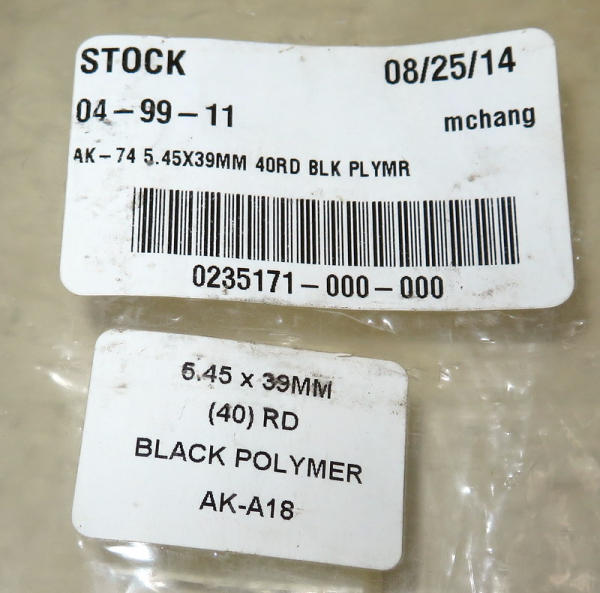 STOCK 08/25/14
04-99-11 mchang
AK-74 5.45X39MM 40RD BLK PLYMR
0235171-000-000
5.45 x 39MM
(40) RD
BLACK POLYMER
AK-A18